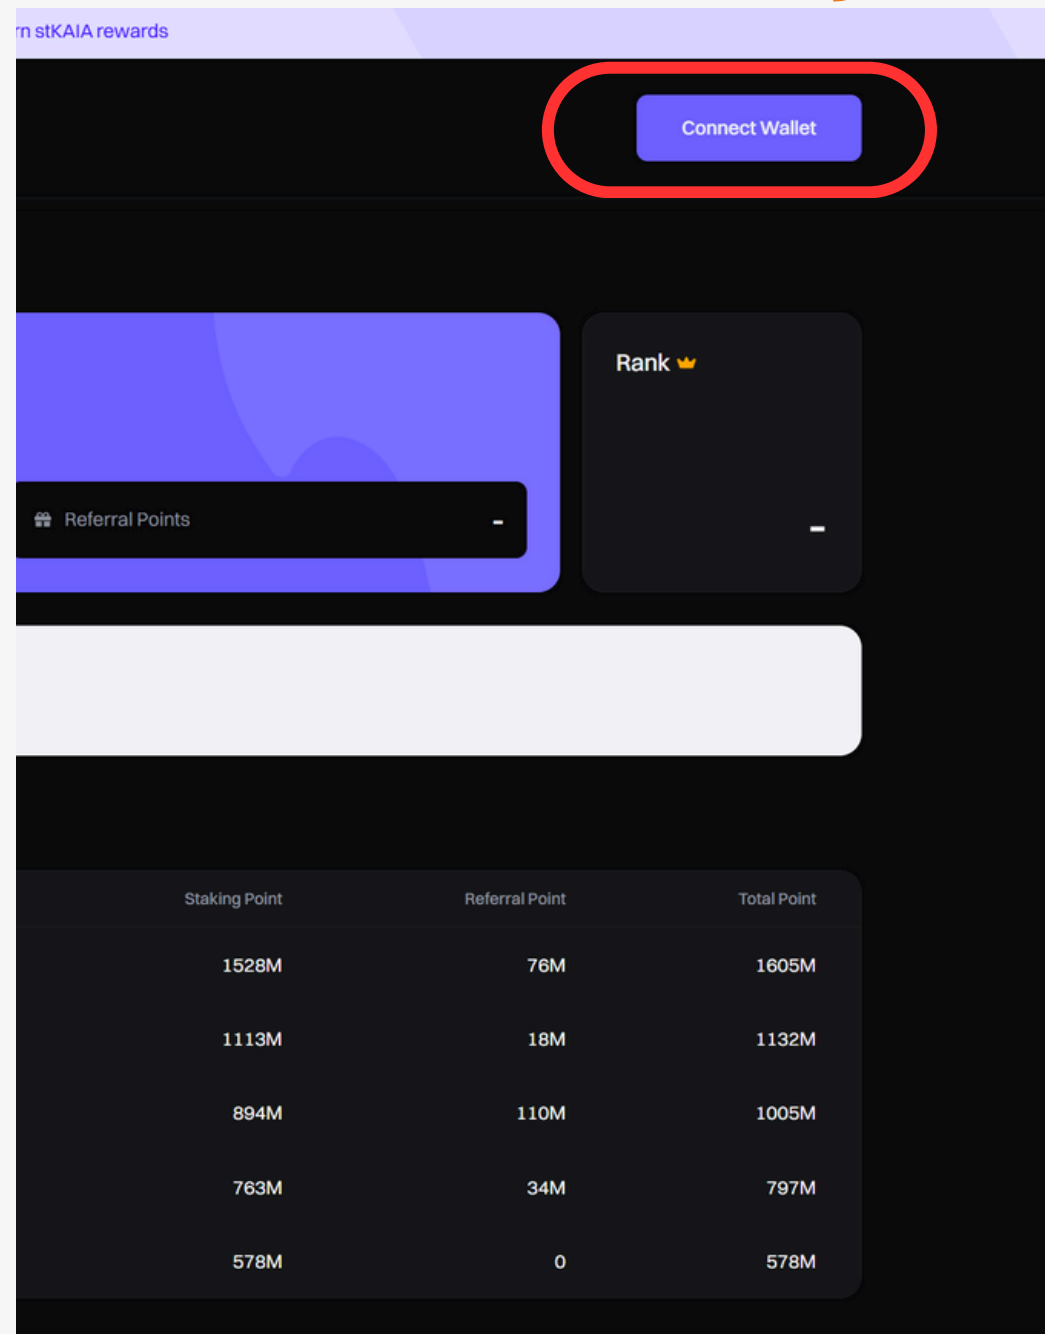 stKAIA rewards
Connect Wallet
Rank
Referral Points -
-
Staking Point Referral Point Total Point
1528M 76M 1605M
1113M 18M 1132M
894M 110M 1005M
763M 34M 797M
578M 0 578M